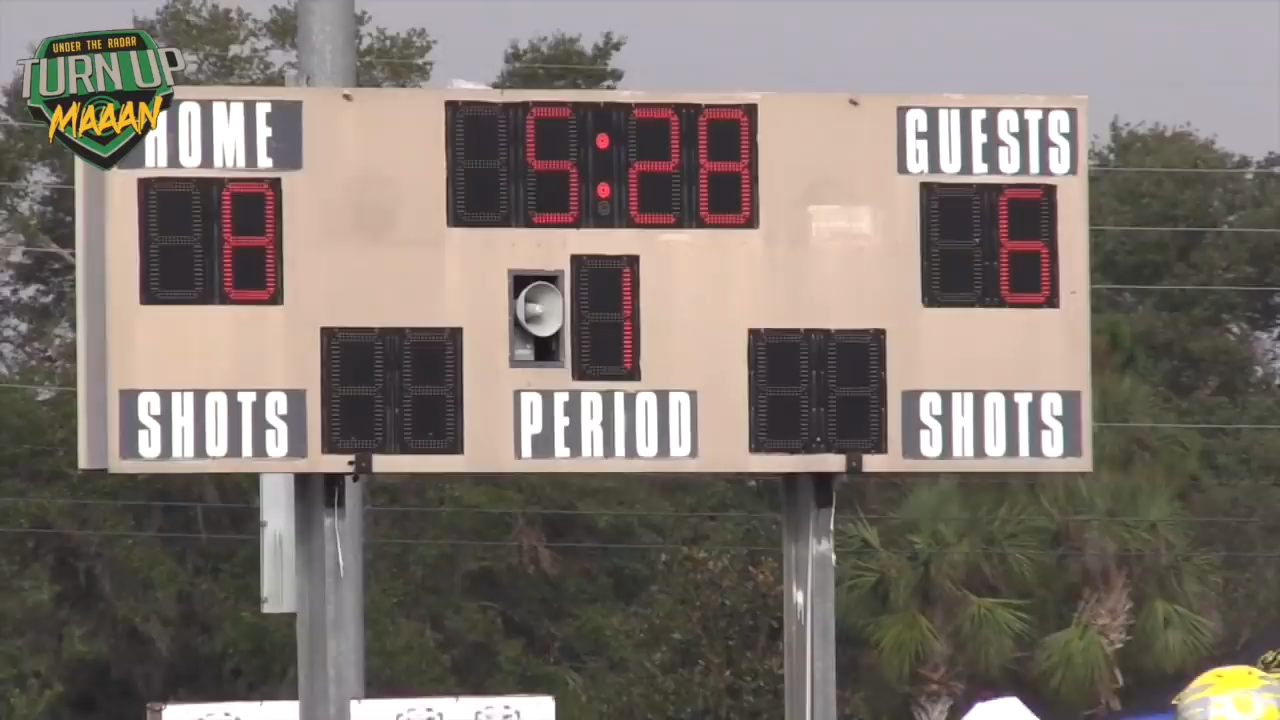 UNDER THE RADAR
TURN UP
MAAAN
HOME
5:28
GUESTS
8
6
1
SHOTS
PERIOD
SHOTS